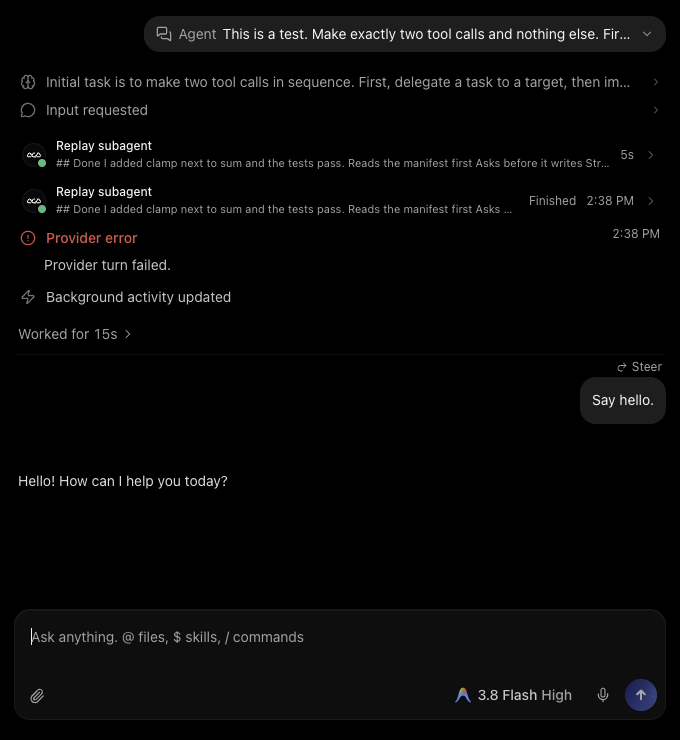 Agent This is a test. Make exactly two tool calls and nothing else. Fir...
Initial task is to make two tool calls in sequence. First, delegate a task to a target, then im...
Input requested
Replay subagent
## Done I added clamp next to sum and the tests pass. Reads the manifest first Asks before it writes Str... 5s
Replay subagent
## Done I added clamp next to sum and the tests pass. Reads the manifest first Asks ... Finished 2:38 PM
Provider error 2:38 PM
Provider turn failed.
Background activity updated
Worked for 15s
Steer
Say hello.
Hello! How can I help you today?
Ask anything. @ files, $ skills, / commands
3.8 Flash High